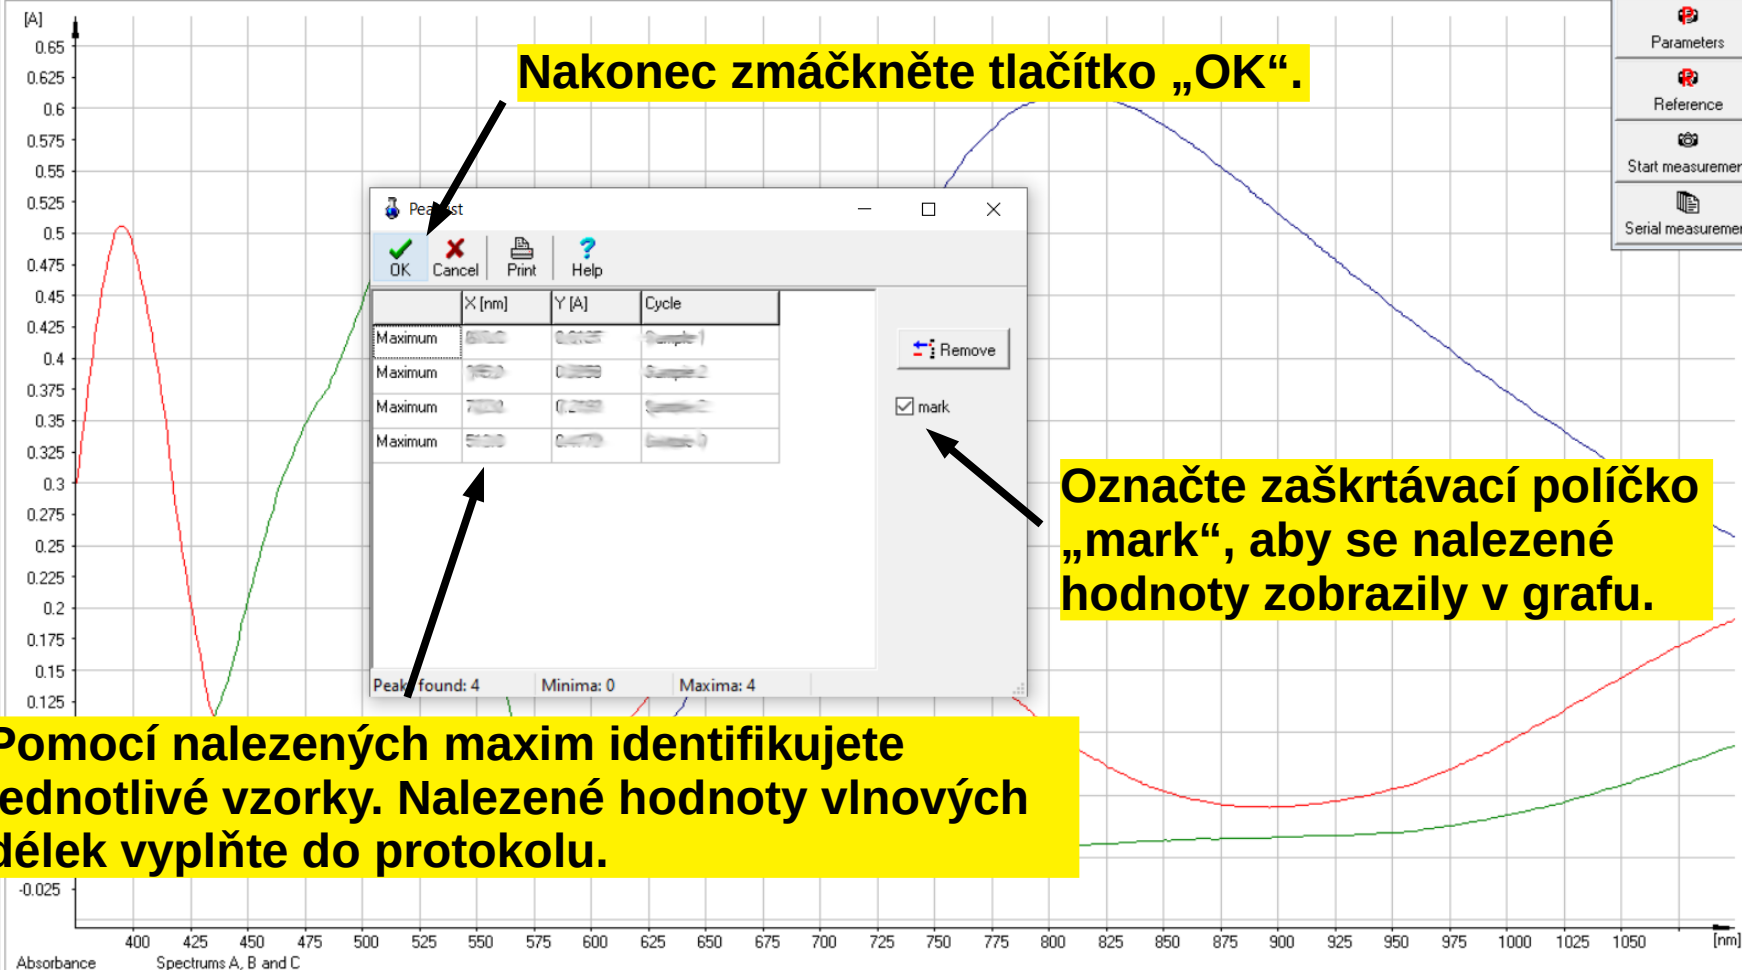 [A]
Parameters
Reference
Start measuremen
Serial measuremen
Nakonec zmáčkněte tlačítko „OK“.
0.65
0.625
0.6
0.575
0.55
0.525
0.5
0.475
0.45
0.425
0.4
0.375
0.35
0.325
0.3
0.275
0.25
0.225
0.2
0.175
0.15
0.125
-0.025
OK Cancel Print Help
X [nm] Y [A] Cycle
Maximum
Maximum
Maximum
Maximum
Remove
mark
Peaks found: 4 Minima: 0 Maxima: 4
Označte zaškrtávací políčko
„mark“, aby se nalezené
hodnoty zobrazily v grafu.
Pomocí nalezených maxim identifikujete
jednotlivé vzorky. Nalezené hodnoty vlnových
délek vyplňte do protokolu.
400 425 450 475 500 525 550 575 600 625 650 675 700 725 750 775 800 825 850 875 900 925 950 975 1000 1025 1050 [nm]
Absorbance Spectrums A, B and C